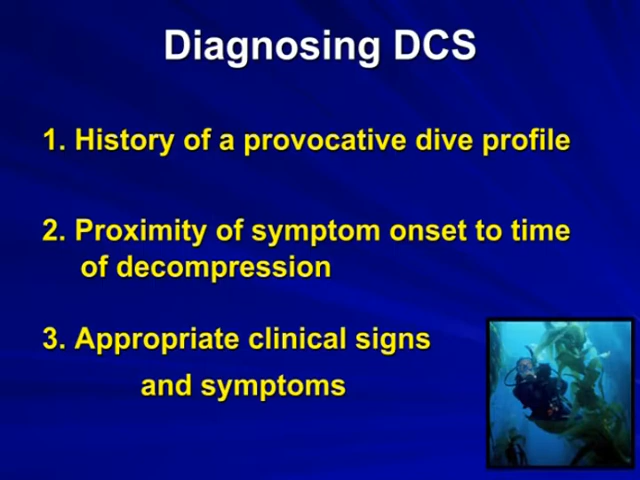 Diagnosing DCS
1. History of a provocative dive profile
2. Proximity of symptom onset to time
of decompression
3. Appropriate clinical signs
and symptoms